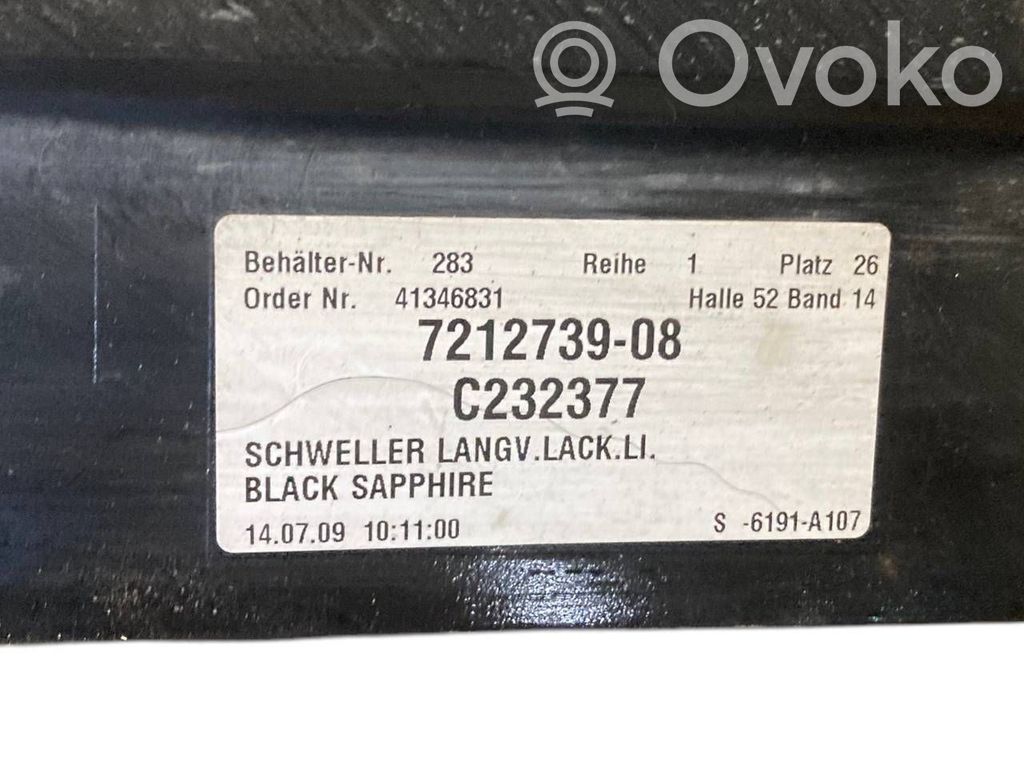 Ovoko
Behälter-Nr. 283 Reihe 1 Platz 26
Order Nr. 41346831 Halle 52 Band 14
7212739-08
C232377
SCHWELLER LANGV.LACK.LI.
BLACK SAPPHIRE
14.07.09 10:11:00 S -6191-A107